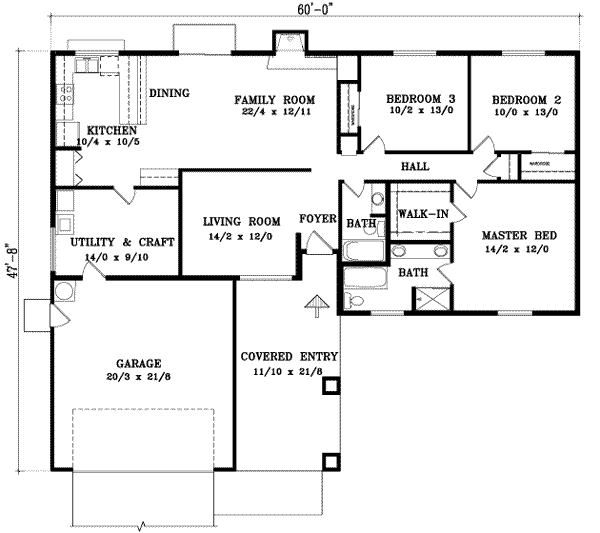 60'-0"
DINING
FAMILY ROOM
22/4 x 12/11
BEDROOM 3
10/2 x 13/0
BEDROOM 2
10/0 x 13/0
WARDROBE
KITCHEN
10/4 x 10/5
HALL
WARDROBE
LIVING ROOM
14/2 x 12/0
FOYER
BATH
WALK-IN
MASTER BED
14/2 x 12/0
UTILITY & CRAFT
14/0 x 9/10
47'-8"
BATH
GARAGE
20/3 x 21/8
COVERED ENTRY
11/10 x 21/8